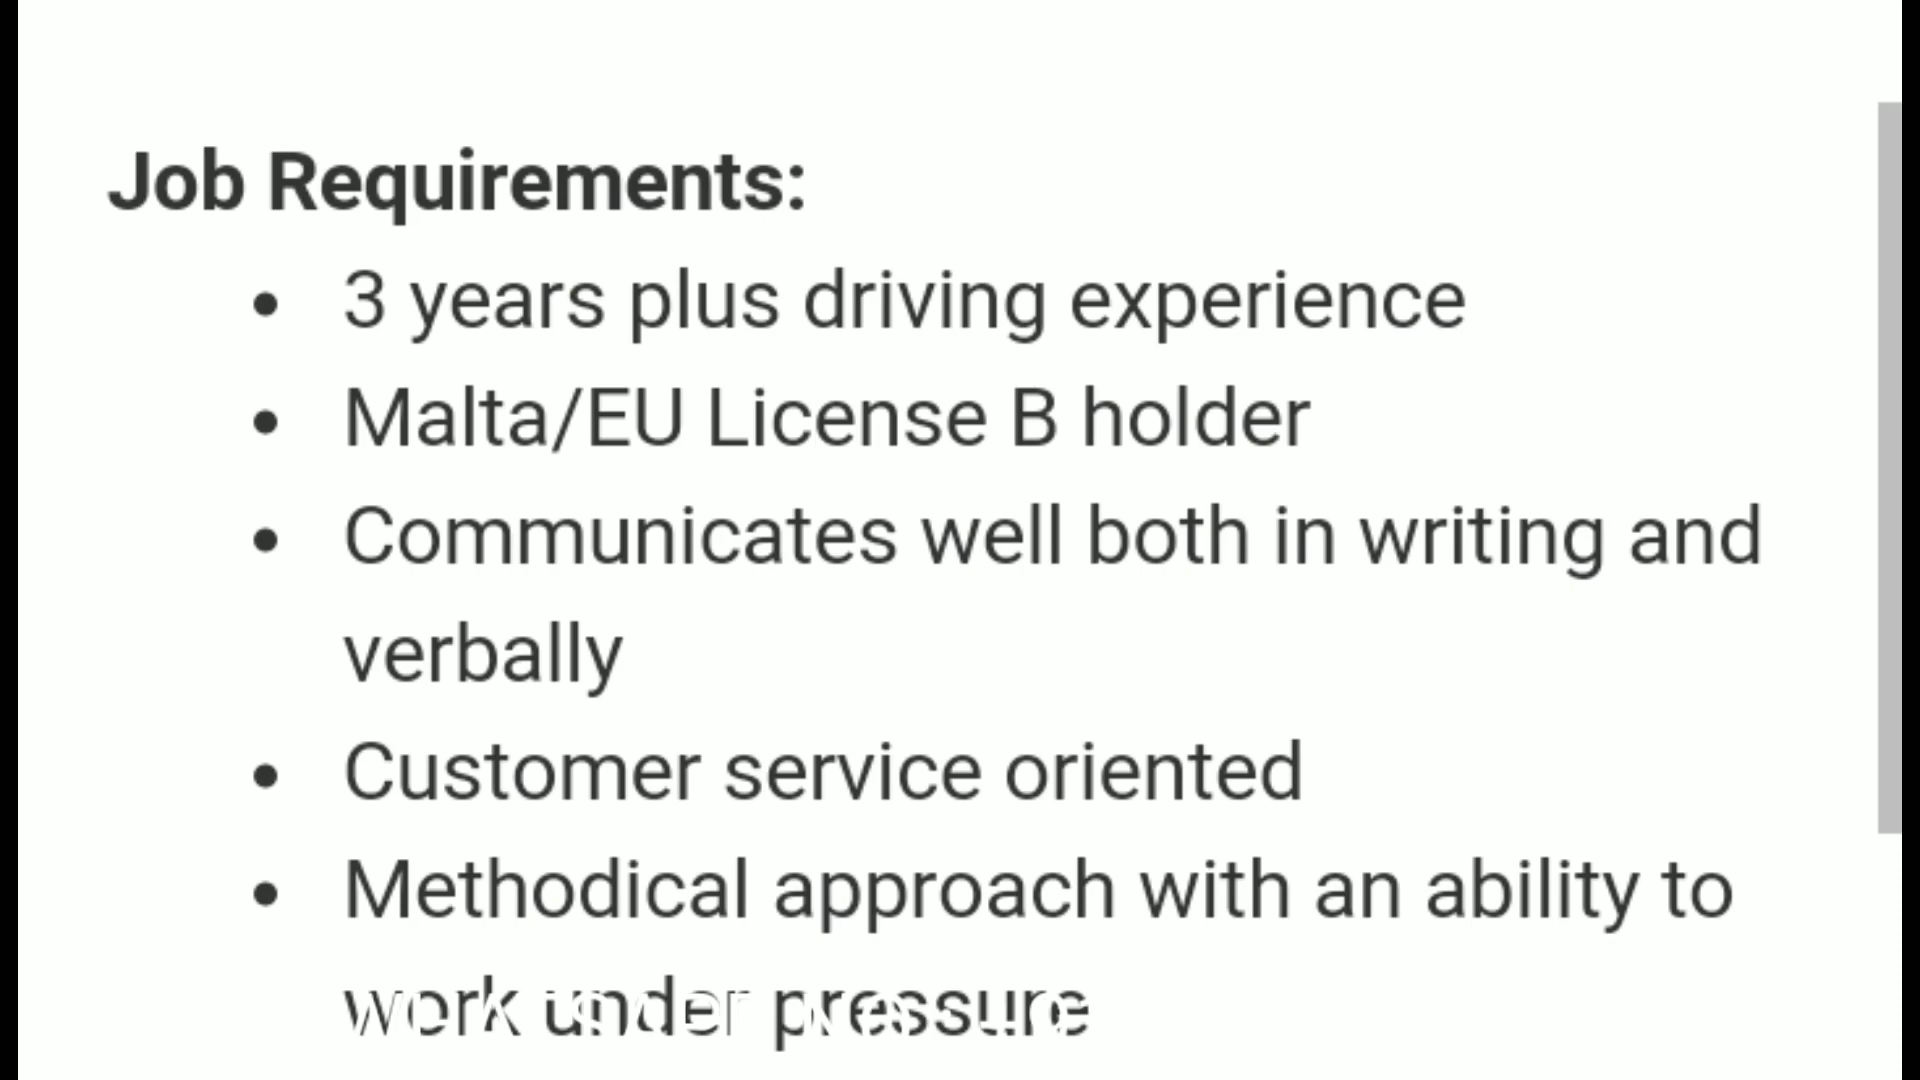 Job Requirements:
• 3 years plus driving experience
• Malta/EU License B holder
• Communicates well both in writing and
verbally
• Customer service oriented
• Methodical approach with an ability to
work under pressure